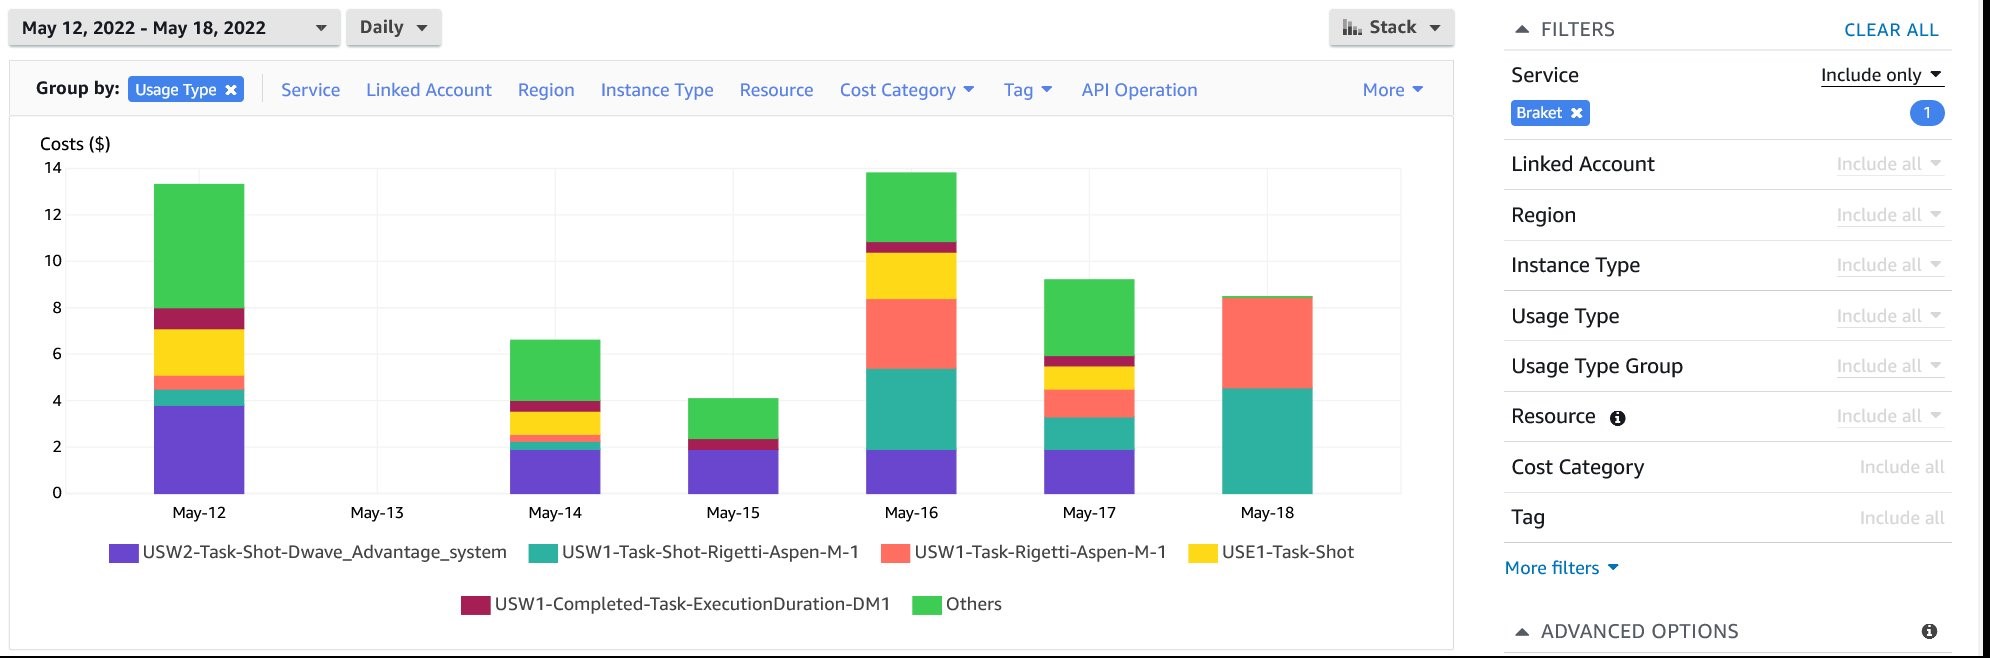 May 12, 2022 - May 18, 2022 Daily Stack
Group by: Usage Type Service Linked Account Region Instance Type Resource Cost Category Tag API Operation More
Costs ($)
14
12
10
8
6
4
2
0
May-12 May-13 May-14 May-15 May-16 May-17 May-18
USW2-Task-Shot-Dwave_Advantage_system USW1-Task-Shot-Rigetti-Aspen-M-1 USW1-Task-Rigetti-Aspen-M-1 USE1-Task-Shot
USW1-Completed-Task-ExecutionDuration-DM1 Others
FILTERS CLEAR ALL
Service Include only
Braket 1
Linked Account Include all
Region Include all
Instance Type Include all
Usage Type Include all
Usage Type Group Include all
Resource Include all
Cost Category Include all
Tag Include all
More filters
ADVANCED OPTIONS